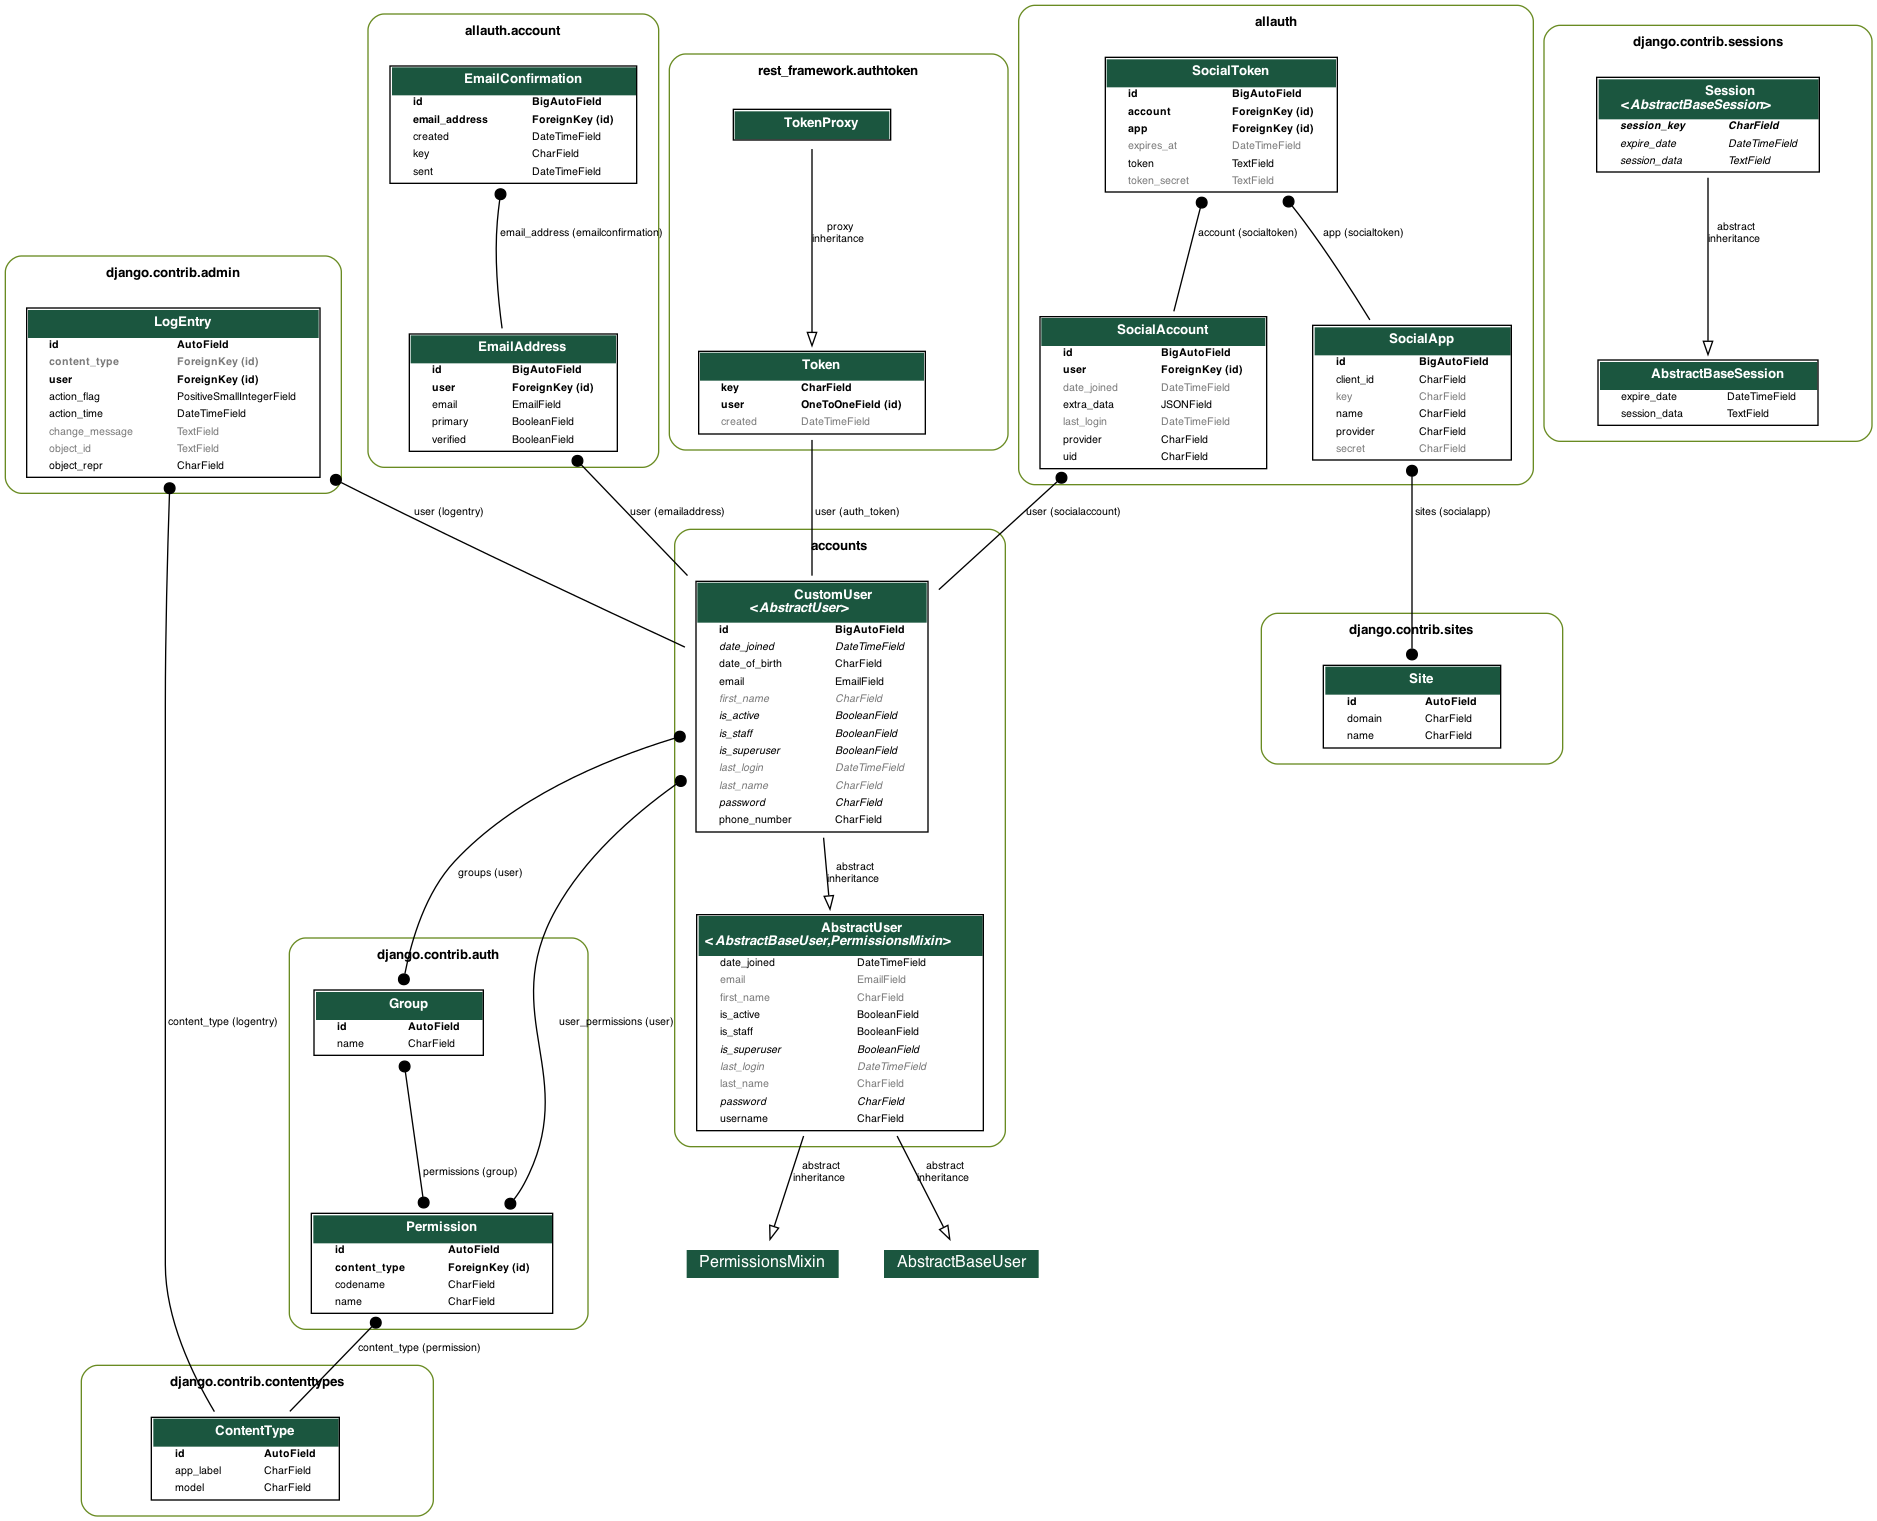 allauth.account
EmailConfirmation
id BigAutoField
email_address ForeignKey (id)
created DateTimeField
key CharField
sent DateTimeField
email_address (emailconfirmation)
EmailAddress
id BigAutoField
user ForeignKey (id)
email EmailField
primary BooleanField
verified BooleanField
rest_framework.authtoken
TokenProxy
proxy
inheritance
Token
key CharField
user OneToOneField (id)
created DateTimeField
allauth
SocialToken
id BigAutoField
account ForeignKey (id)
app ForeignKey (id)
expires_at DateTimeField
token TextField
token_secret TextField
account (socialtoken)
app (socialtoken)
SocialAccount
id BigAutoField
user ForeignKey (id)
date_joined DateTimeField
extra_data JSONField
last_login DateTimeField
provider CharField
uid CharField
SocialApp
id BigAutoField
client_id CharField
key CharField
name CharField
provider CharField
secret CharField
django.contrib.sessions
Session
<AbstractBaseSession>
session_key CharField
expire_date DateTimeField
session_data TextField
abstract
inheritance
AbstractBaseSession
expire_date DateTimeField
session_data TextField
django.contrib.admin
LogEntry
id AutoField
content_type ForeignKey (id)
user ForeignKey (id)
action_flag PositiveSmallIntegerField
action_time DateTimeField
change_message TextField
object_id TextField
object_repr CharField
user (logentry)
user (emailaddress)
user (auth_token)
user (socialaccount)
sites (socialapp)
accounts
CustomUser
<AbstractUser>
id BigAutoField
date_joined DateTimeField
date_of_birth CharField
email EmailField
first_name CharField
is_active BooleanField
is_staff BooleanField
is_superuser BooleanField
last_login DateTimeField
last_name CharField
password CharField
phone_number CharField
abstract
inheritance
AbstractUser
<AbstractBaseUser,PermissionsMixin>
date_joined DateTimeField
email EmailField
first_name CharField
is_active BooleanField
is_staff BooleanField
is_superuser BooleanField
last_login DateTimeField
last_name CharField
password CharField
username CharField
abstract
inheritance
abstract
inheritance
PermissionsMixin
AbstractBaseUser
django.contrib.sites
Site
id AutoField
domain CharField
name CharField
groups (user)
user_permissions (user)
content_type (logentry)
django.contrib.auth
Group
id AutoField
name CharField
permissions (group)
Permission
id AutoField
content_type ForeignKey (id)
codename CharField
name CharField
content_type (permission)
django.contrib.contenttypes
ContentType
id AutoField
app_label CharField
model CharField